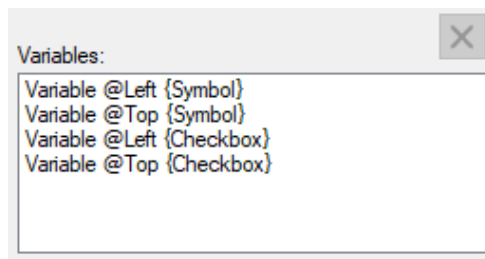 Variables:
Variable @Left {Symbol}
Variable @Top {Symbol}
Variable @Left {Checkbox}
Variable @Top {Checkbox}